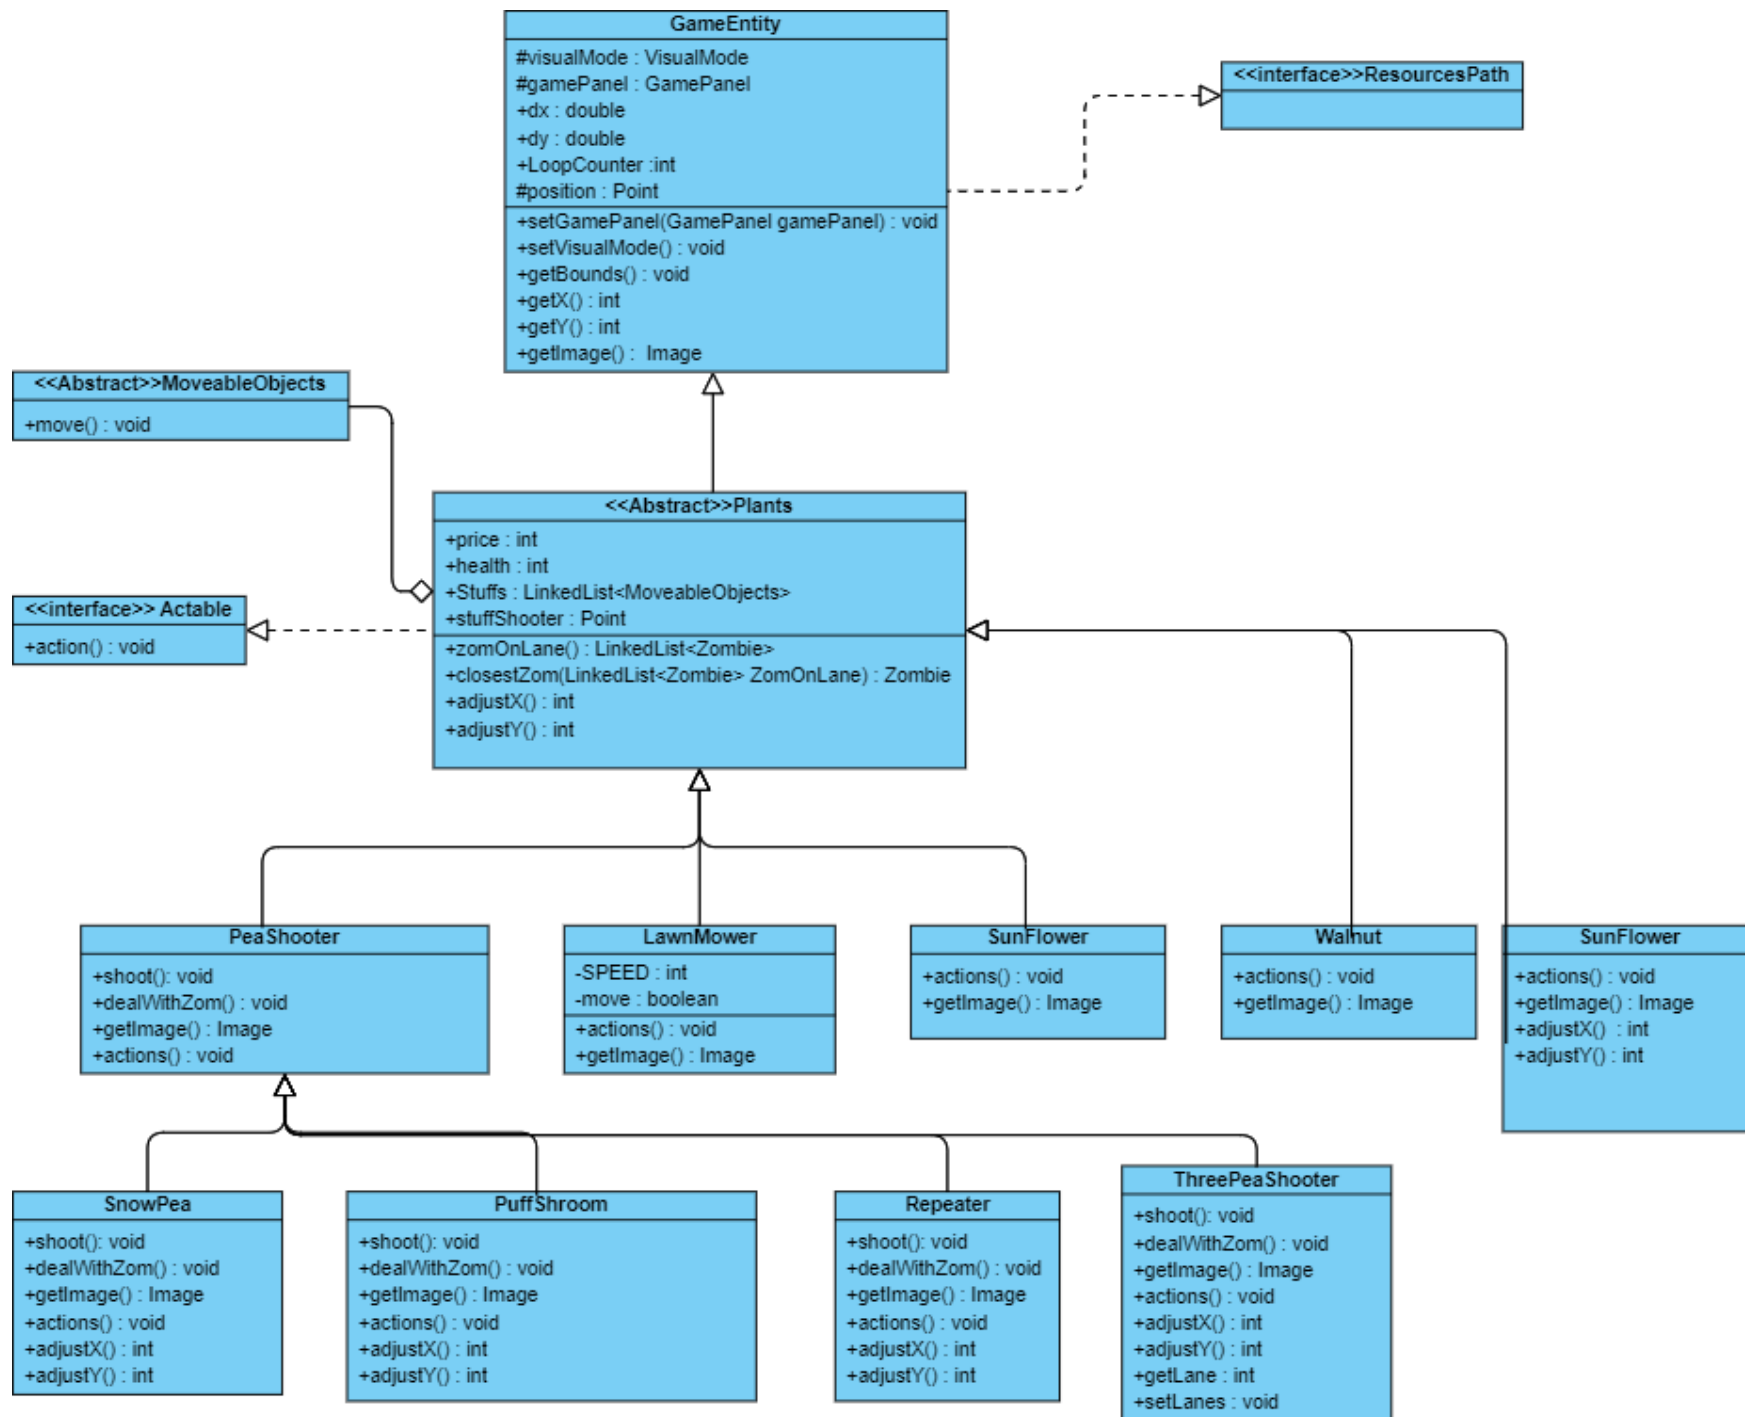 GameEntity
#visualMode : VisualMode
#gamePanel : GamePanel
+dx : double
+dy : double
+LoopCounter :int
#position : Point
+setGamePanel(GamePanel gamePanel) : void
+setVisualMode() : void
+getBounds() : void
+getX() : int
+getY() : int
+getImage() : Image
<<interface>>ResourcesPath
<<Abstract>>MoveableObjects
+move() : void
<<interface>> Actable
+action() : void
<<Abstract>>Plants
+price : int
+health : int
+Stuffs : LinkedList<MoveableObjects>
+stuffShooter : Point
+zomOnLane() : LinkedList<Zombie>
+closestZom(LinkedList<Zombie> ZomOnLane) : Zombie
+adjustX() : int
+adjustY() : int
PeaShooter
+shoot(): void
+dealWithZom() : void
+getImage() : Image
+actions() : void
LawnMower
-SPEED : int
-move : boolean
+actions() : void
+getImage() : Image
SunFlower
+actions() : void
+getImage() : Image
Walnut
+actions() : void
+getImage() : Image
SunFlower
+actions() : void
+getImage() : Image
+adjustX() : int
+adjustY() : int
SnowPea
+shoot(): void
+dealWithZom() : void
+getImage() : Image
+actions() : void
+adjustX() : int
+adjustY() : int
PuffShroom
+shoot(): void
+dealWithZom() : void
+getImage() : Image
+actions() : void
+adjustX() : int
+adjustY() : int
Repeater
+shoot(): void
+dealWithZom() : void
+getImage() : Image
+actions() : void
+adjustX() : int
+adjustY() : int
ThreePeaShooter
+shoot(): void
+dealWithZom() : void
+getImage() : Image
+actions() : void
+adjustX() : int
+adjustY() : int
+getLane : int
+setLanes : void